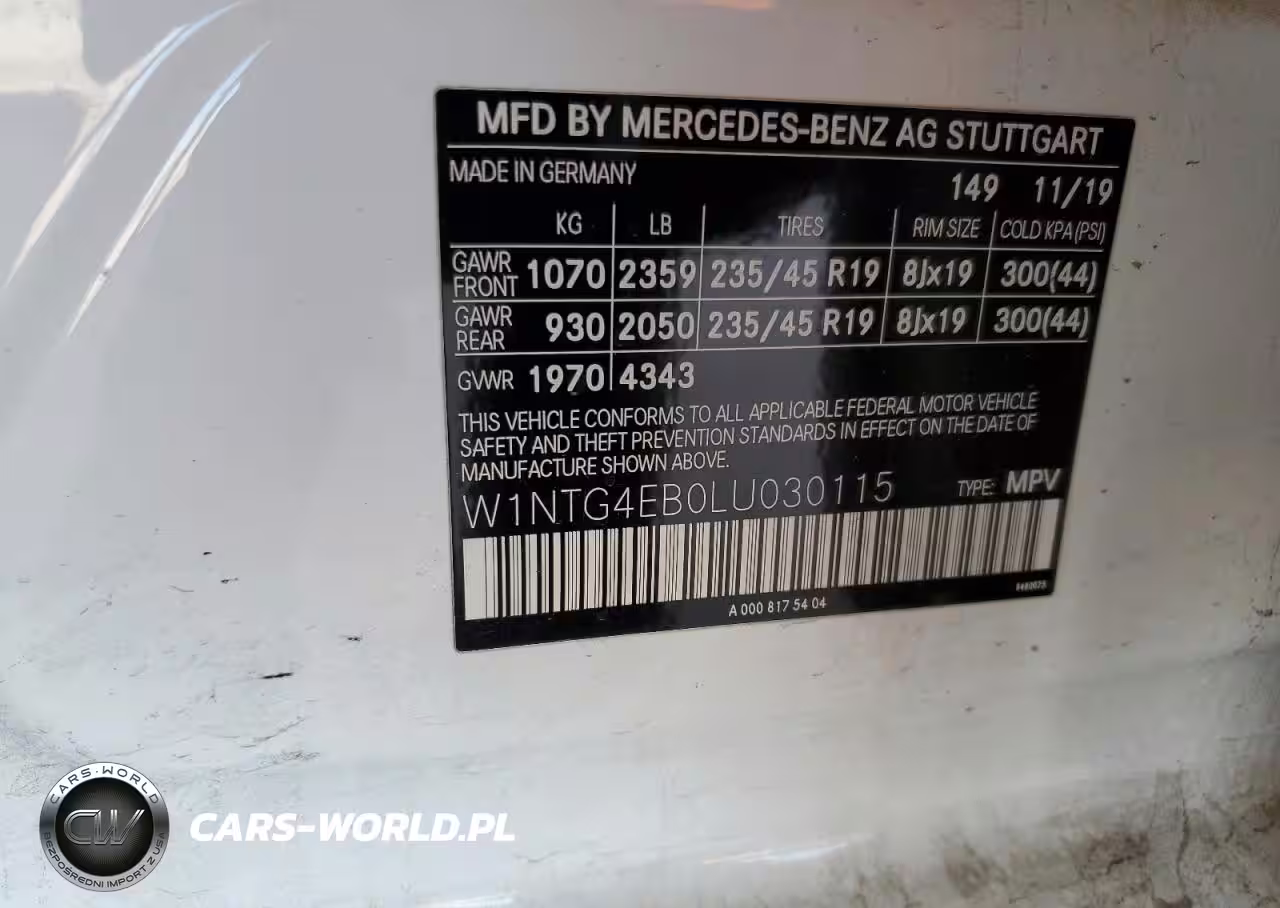 MFD BY MERCEDES-BENZ AG STUTTGART
MADE IN GERMANY 149 11/19
KG LB TIRES RIM SIZE COLD KPA (PSI)
GAWR FRONT 1070 2359 235/45 R19 8Jx19 300(44)
GAWR REAR 930 2050 235/45 R19 8Jx19 300(44)
GVWR 1970 4343
THIS VEHICLE CONFORMS TO ALL APPLICABLE FEDERAL MOTOR VEHICLE
SAFETY AND THEFT PREVENTION STANDARDS IN EFFECT ON THE DATE OF
MANUFACTURE SHOWN ABOVE.
W1NTG4EB0LU030115 TYPE: MPV
A 000 817 54 04
CARS-WORLD
CW
BEZPOŚREDNI IMPORT Z USA
CARS-WORLD.PL